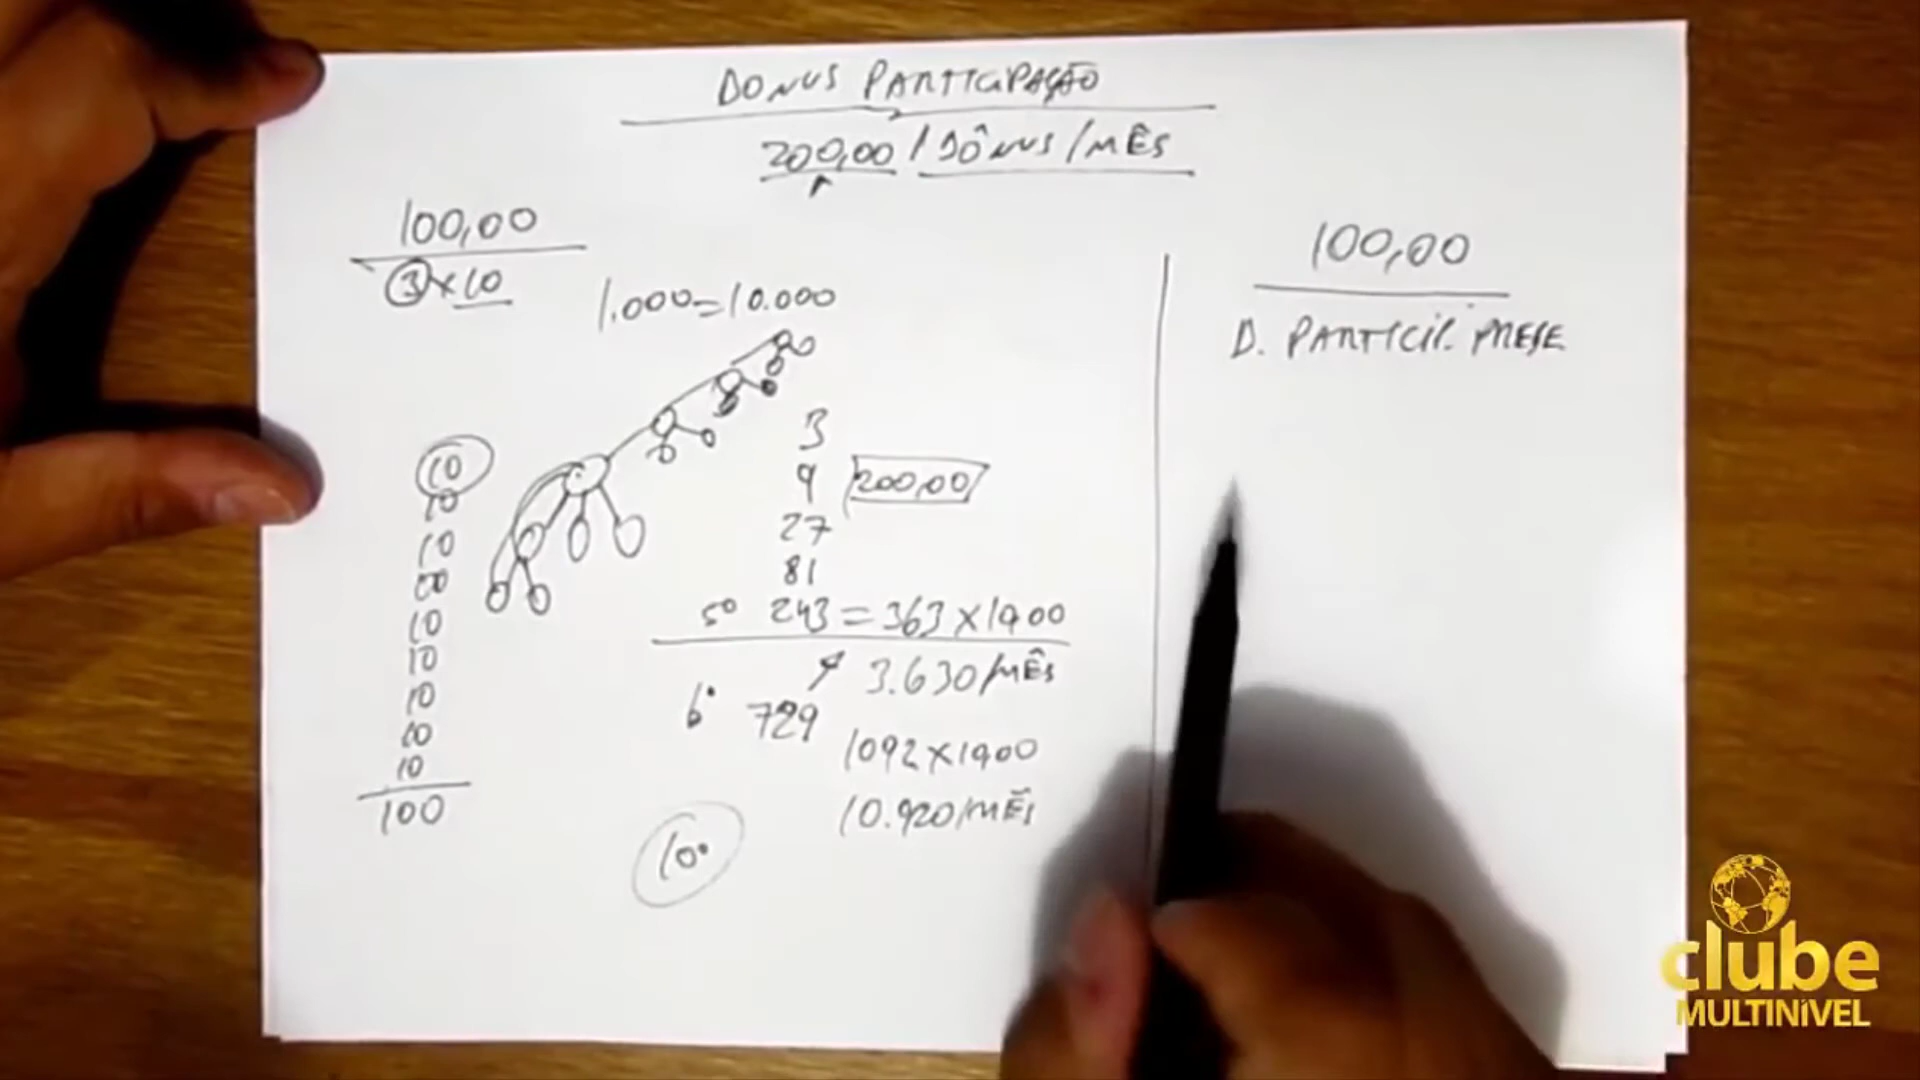 BONUS PARTICIPAÇÃO
200,00 / BÔNUS / MÊS
100,00
3 x 10
1.000 = 10.000
10
10
10
10
10
10
10
10
10
100
3
9 200,00
27
81
5º 243 = 363 x 10,00
3.630/MÊS
6º 729
1092 x 10,00
10.920/MÊS
10º
100,00
B. PARTICIP. PRESE
clube
MULTINÍVEL